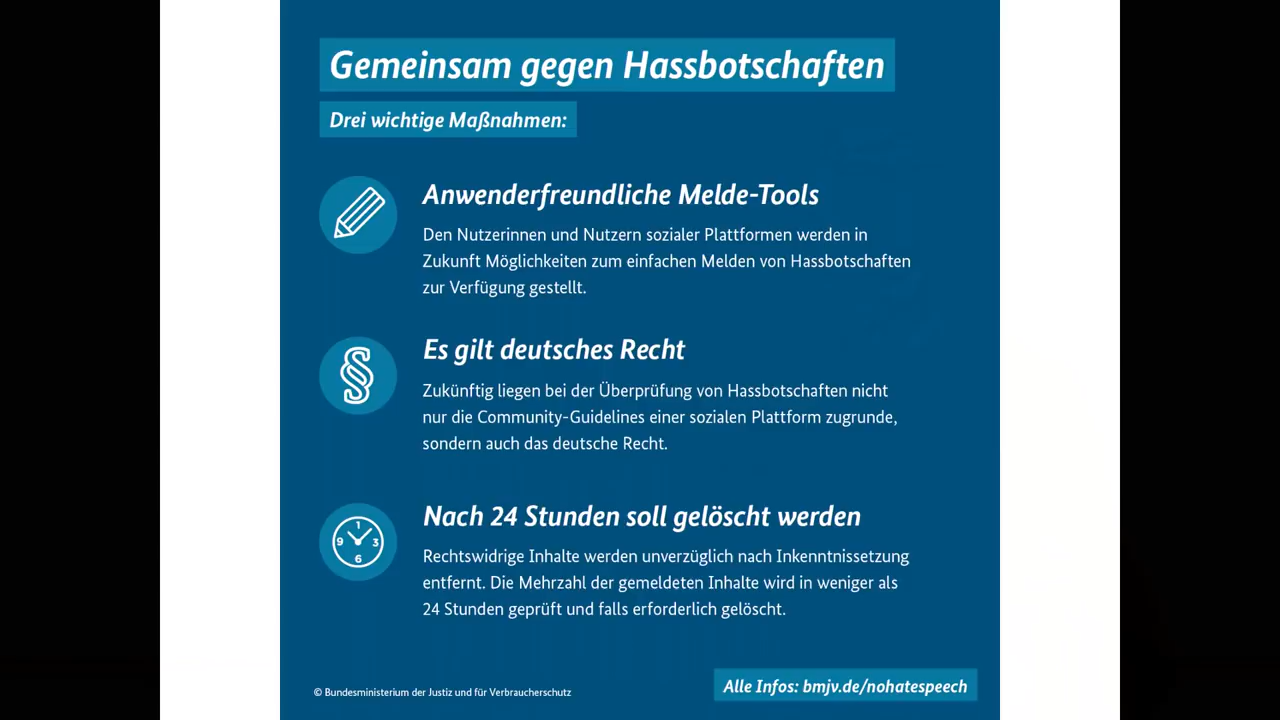 Gemeinsam gegen Hassbotschaften
Drei wichtige Maßnahmen:
Anwenderfreundliche Melde-Tools
Den Nutzerinnen und Nutzern sozialer Plattformen werden in
Zukunft Möglichkeiten zum einfachen Melden von Hassbotschaften
zur Verfügung gestellt.
§
Es gilt deutsches Recht
Zukünftig liegen bei der Überprüfung von Hassbotschaften nicht
nur die Community-Guidelines einer sozialen Plattform zugrunde,
sondern auch das deutsche Recht.
1
9 3
6
Nach 24 Stunden soll gelöscht werden
Rechtswidrige Inhalte werden unverzüglich nach Inkenntnissetzung
entfernt. Die Mehrzahl der gemeldeten Inhalte wird in weniger als
24 Stunden geprüft und falls erforderlich gelöscht.
© Bundesministerium der Justiz und für Verbraucherschutz
Alle Infos: bmjv.de/nohatespeech